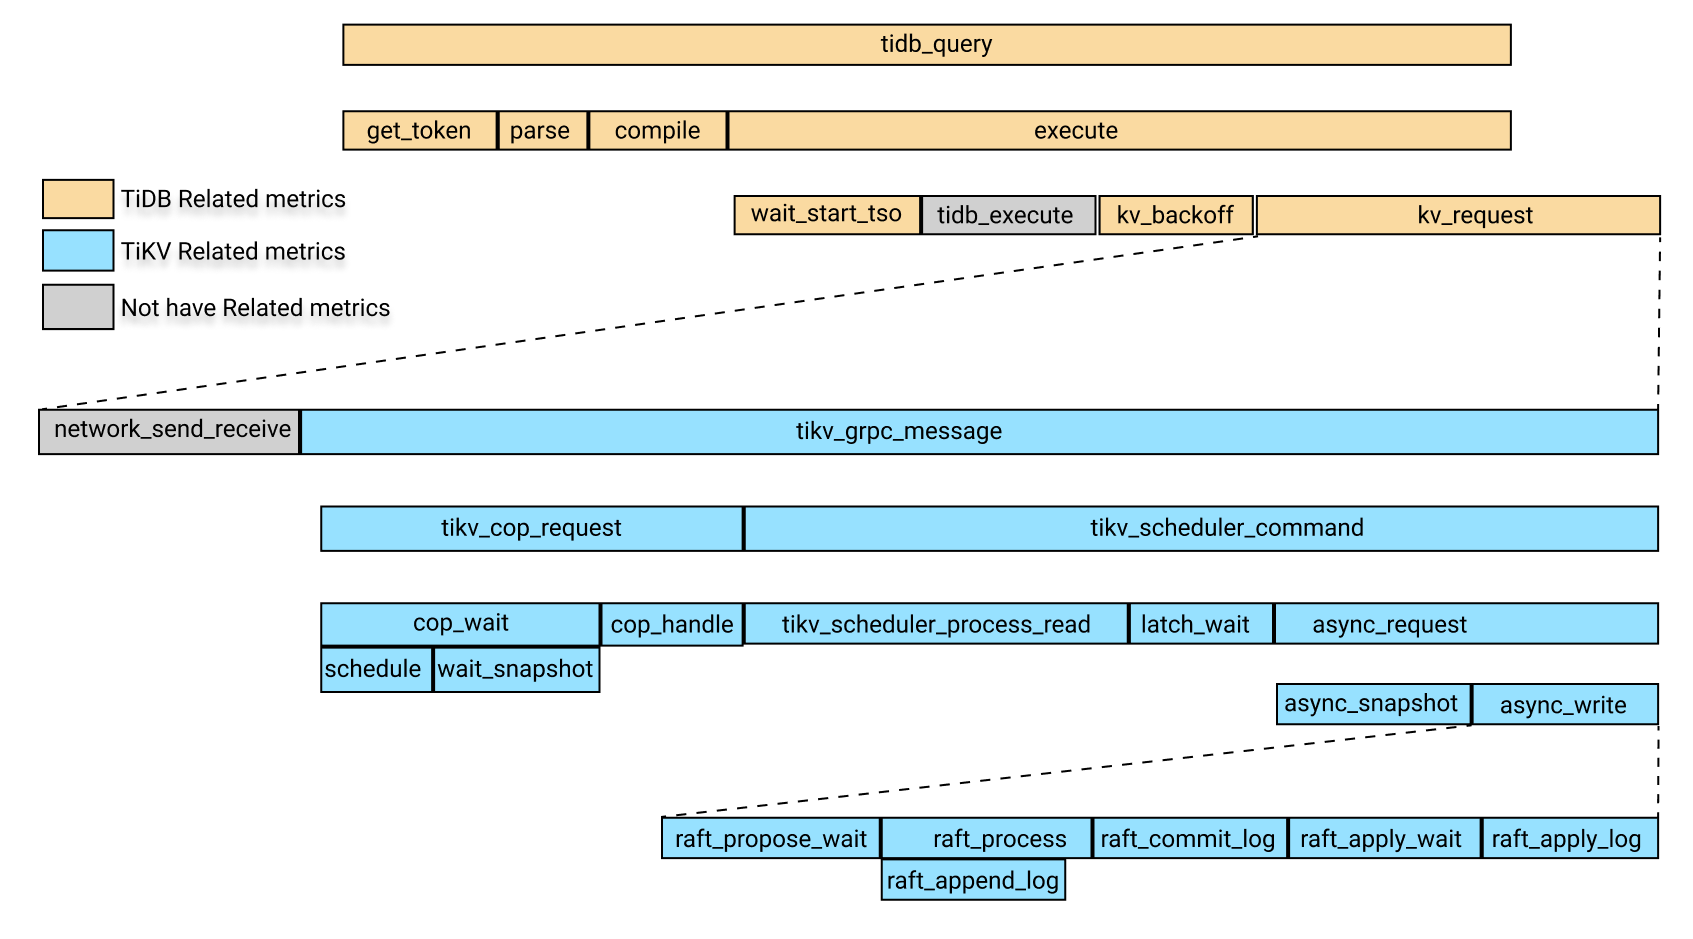 tidb_query
get_token parse compile execute
TiDB Related metrics
TiKV Related metrics
Not have Related metrics
wait_start_tso tidb_execute kv_backoff kv_request
network_send_receive tikv_grpc_message
tikv_cop_request tikv_scheduler_command
cop_wait cop_handle tikv_scheduler_process_read latch_wait async_request
schedule wait_snapshot
async_snapshot async_write
raft_propose_wait raft_process raft_commit_log raft_apply_wait raft_apply_log
raft_append_log